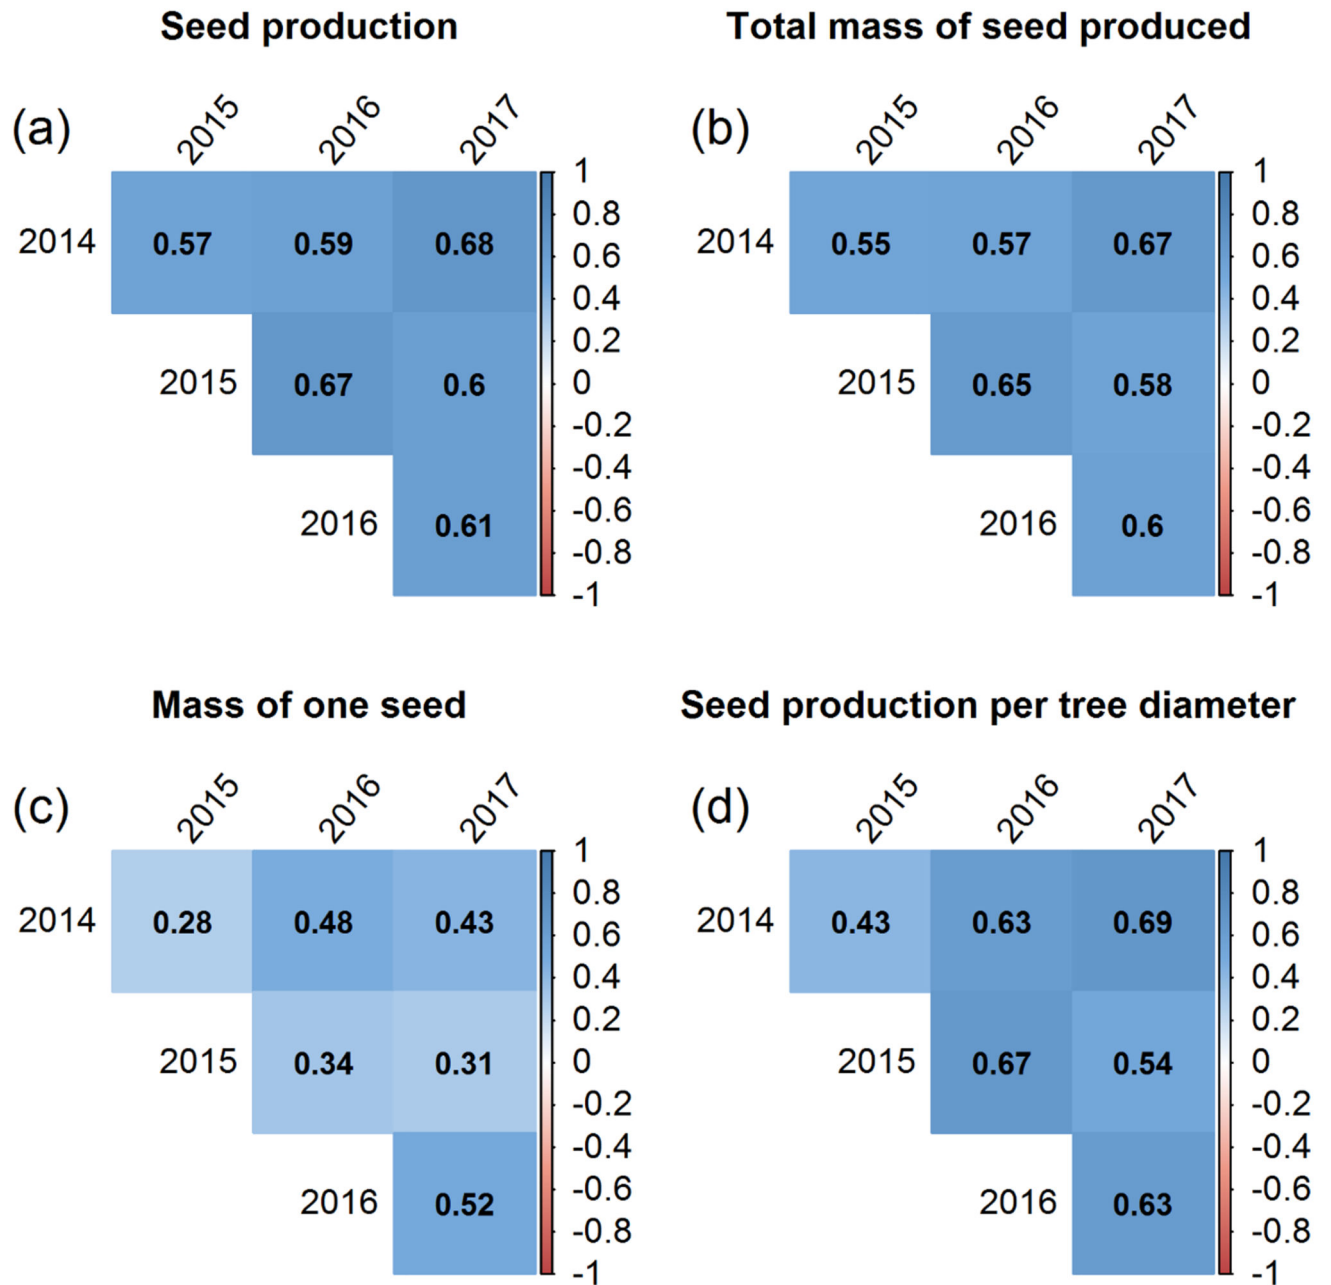 Seed production
(a)
2015 2016 2017
2014 0.57 0.59 0.68
2015 0.67 0.6
2016 0.61
1
0.8
0.6
0.4
0.2
0
-0.2
-0.4
-0.6
-0.8
-1
Total mass of seed produced
(b)
2015 2016 2017
2014 0.55 0.57 0.67
2015 0.65 0.58
2016 0.6
1
0.8
0.6
0.4
0.2
0
-0.2
-0.4
-0.6
-0.8
-1
Mass of one seed
(c)
2015 2016 2017
2014 0.28 0.48 0.43
2015 0.34 0.31
2016 0.52
1
0.8
0.6
0.4
0.2
0
-0.2
-0.4
-0.6
-0.8
-1
Seed production per tree diameter
(d)
2015 2016 2017
2014 0.43 0.63 0.69
2015 0.67 0.54
2016 0.63
1
0.8
0.6
0.4
0.2
0
-0.2
-0.4
-0.6
-0.8
-1